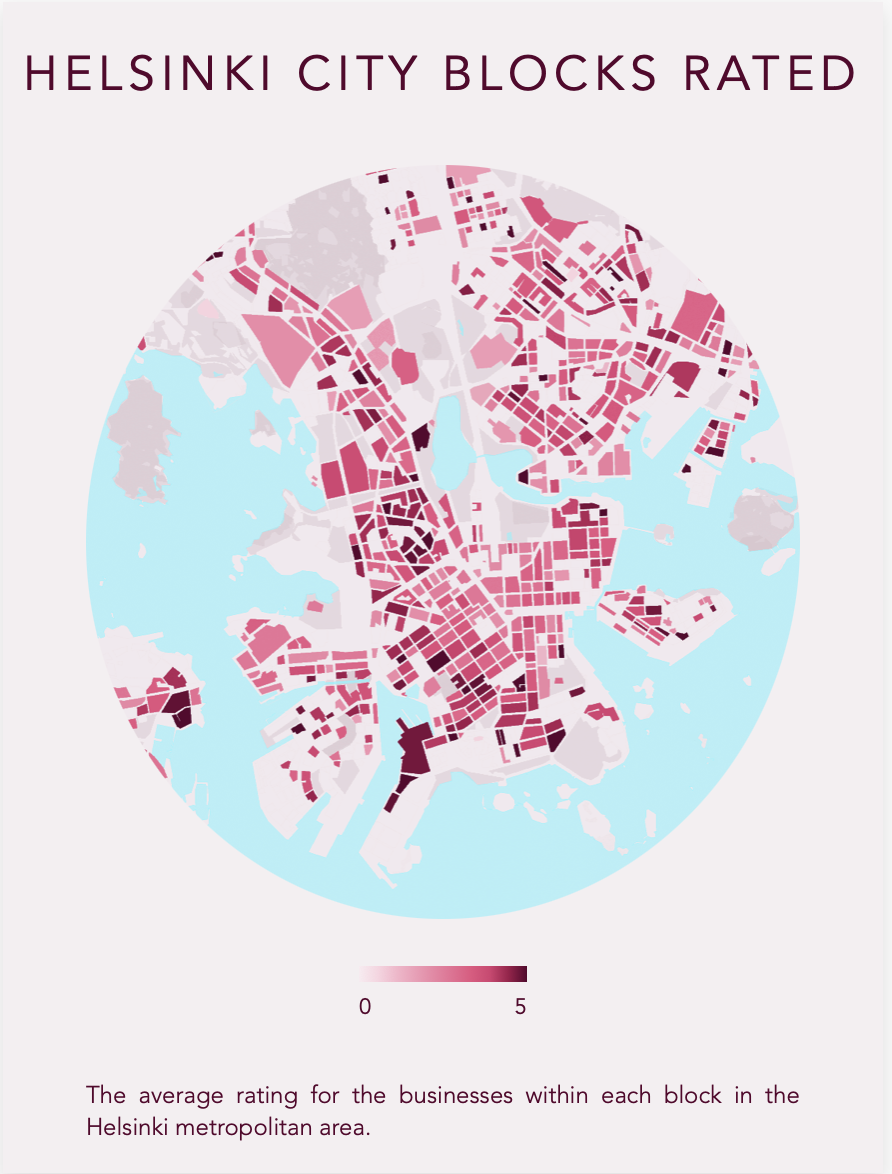 HELSINKI CITY BLOCKS RATED
0 5
The average rating for the businesses within each block in the
Helsinki metropolitan area.